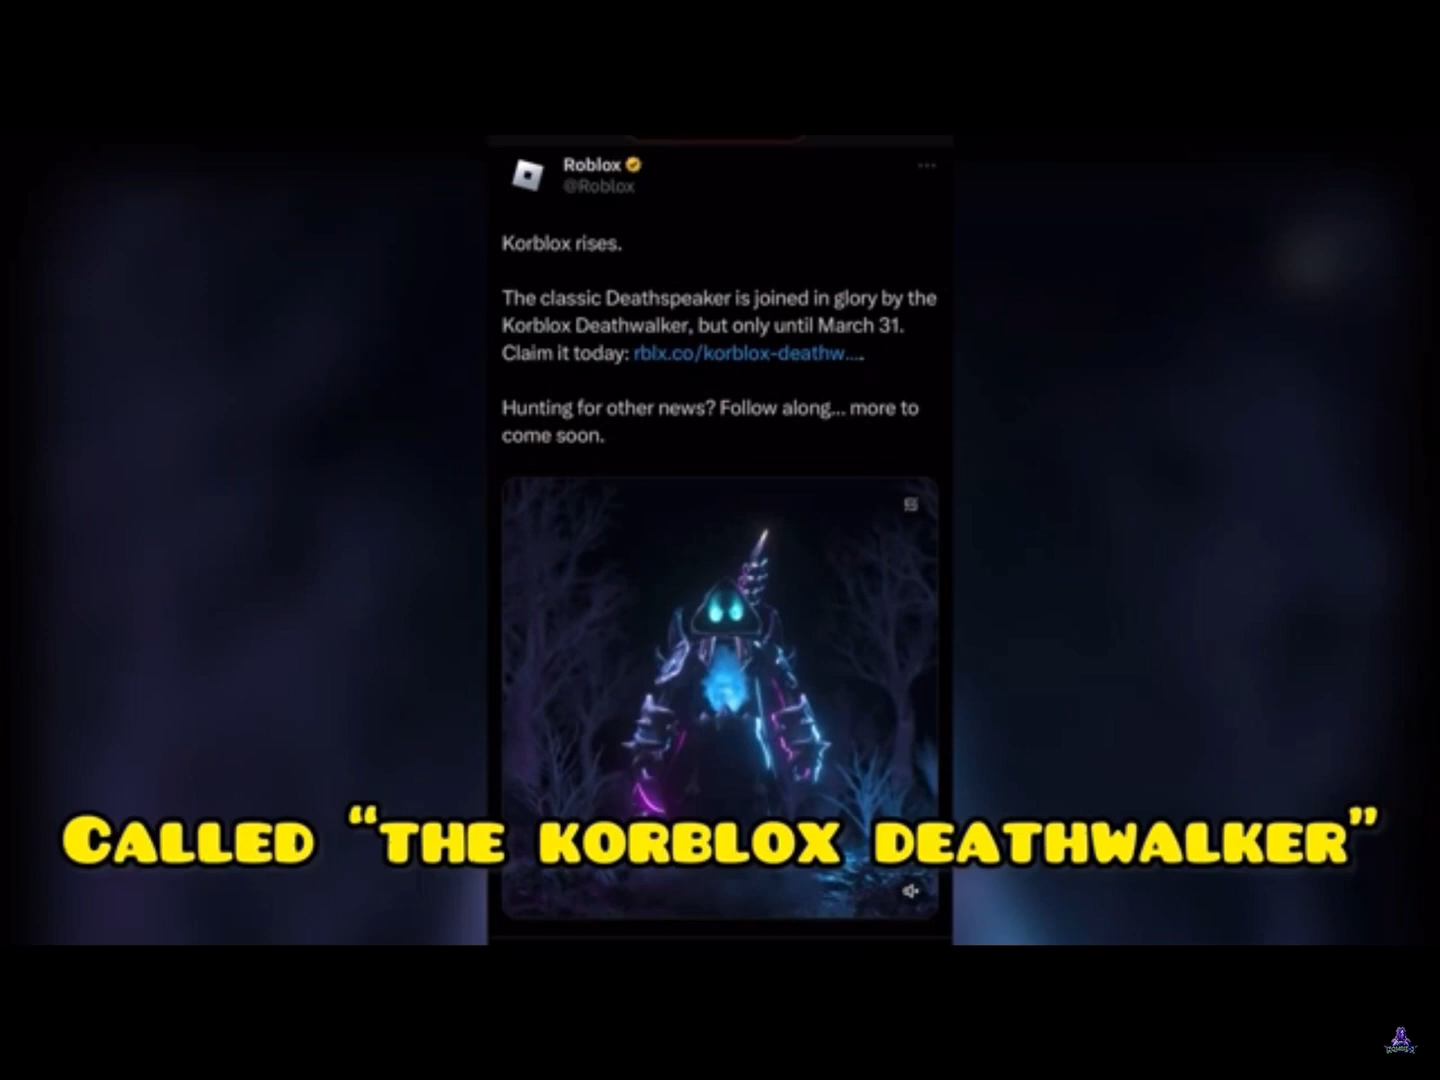 Roblox
@Roblox
Korblox rises.
The classic Deathspeaker is joined in glory by the
Korblox Deathwalker, but only until March 31.
Claim it today: rblx.co/korblox-deathw....
Hunting for other news? Follow along... more to
come soon.
CALLED “THE KORBLOX DEATHWALKER”